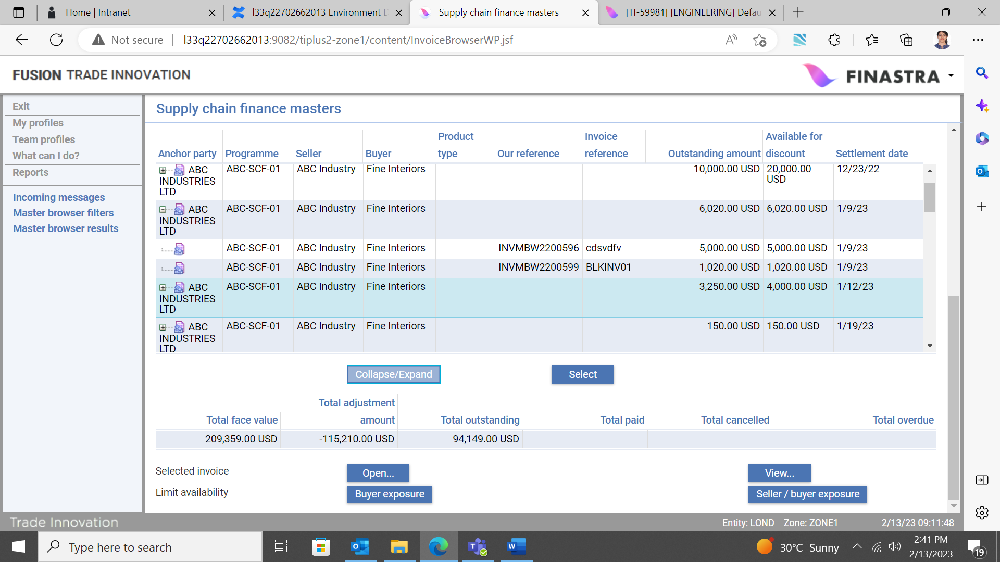 Home | Intranet
l33q22702662013 Environment D
Supply chain finance masters
[TI-59981] [ENGINEERING] Defau
Not secure
l33q22702662013:9082/tiplus2-zone1/content/InvoiceBrowserWP.jsf
FUSION TRADE INNOVATION
FINASTRA
Exit
My profiles
Team profiles
What can I do?
Reports
Incoming messages
Master browser filters
Master browser results
Supply chain finance masters
Anchor party Programme Seller Buyer Product type Our reference Invoice reference Outstanding amount Available for discount Settlement date
ABC INDUSTRIES LTD ABC-SCF-01 ABC Industry Fine Interiors 10,000.00 USD 20,000.00 USD 12/23/22
ABC INDUSTRIES LTD ABC-SCF-01 ABC Industry Fine Interiors 6,020.00 USD 6,020.00 USD 1/9/23
ABC-SCF-01 ABC Industry Fine Interiors INVMBW2200596 cdsvdfv 5,000.00 USD 5,000.00 USD 1/9/23
ABC-SCF-01 ABC Industry Fine Interiors INVMBW2200599 BLKINV01 1,020.00 USD 1,020.00 USD 1/9/23
ABC INDUSTRIES LTD ABC-SCF-01 ABC Industry Fine Interiors 3,250.00 USD 4,000.00 USD 1/12/23
ABC INDUSTRIES LTD ABC-SCF-01 ABC Industry Fine Interiors 150.00 USD 150.00 USD 1/19/23
Collapse/Expand
Select
Total face value Total adjustment amount Total outstanding Total paid Total cancelled Total overdue
209,359.00 USD -115,210.00 USD 94,149.00 USD
Selected invoice Open... View...
Limit availability Buyer exposure Seller / buyer exposure
Trade Innovation
Entity: LOND Zone: ZONE1 2/13/23 09:11:48
Type here to search
30°C Sunny
2:41 PM
2/13/2023
19